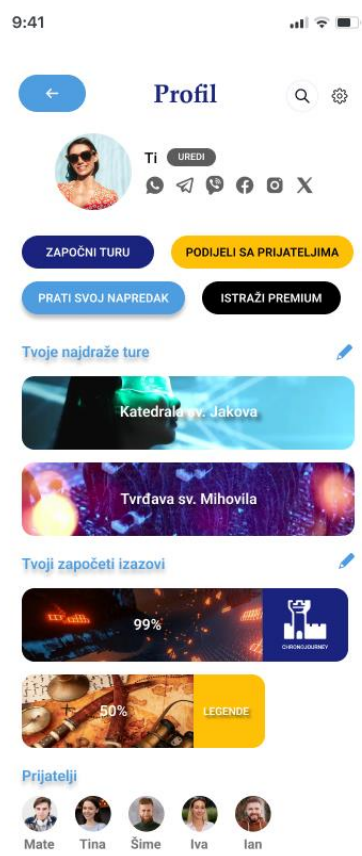 9:41
Profil
Ti UREDI
ZAPOČNI TURU PODIJELI SA PRIJATELJIMA
PRATI SVOJ NAPREDAK ISTRAŽI PREMIUM
Tvoje najdraže ture
Katedrala sv. Jakova
Tvrđava sv. Mihovila
Tvoji započeti izazovi
99%
CHRONOJOURNEY
50% LEGENDE
Prijatelji
Mate Tina Šime Iva Ian